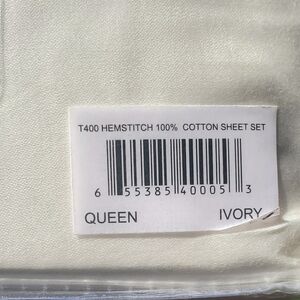 T400 HEMSTITCH 100% COTTON SHEET SET
6 55385 40005 3
QUEEN IVORY